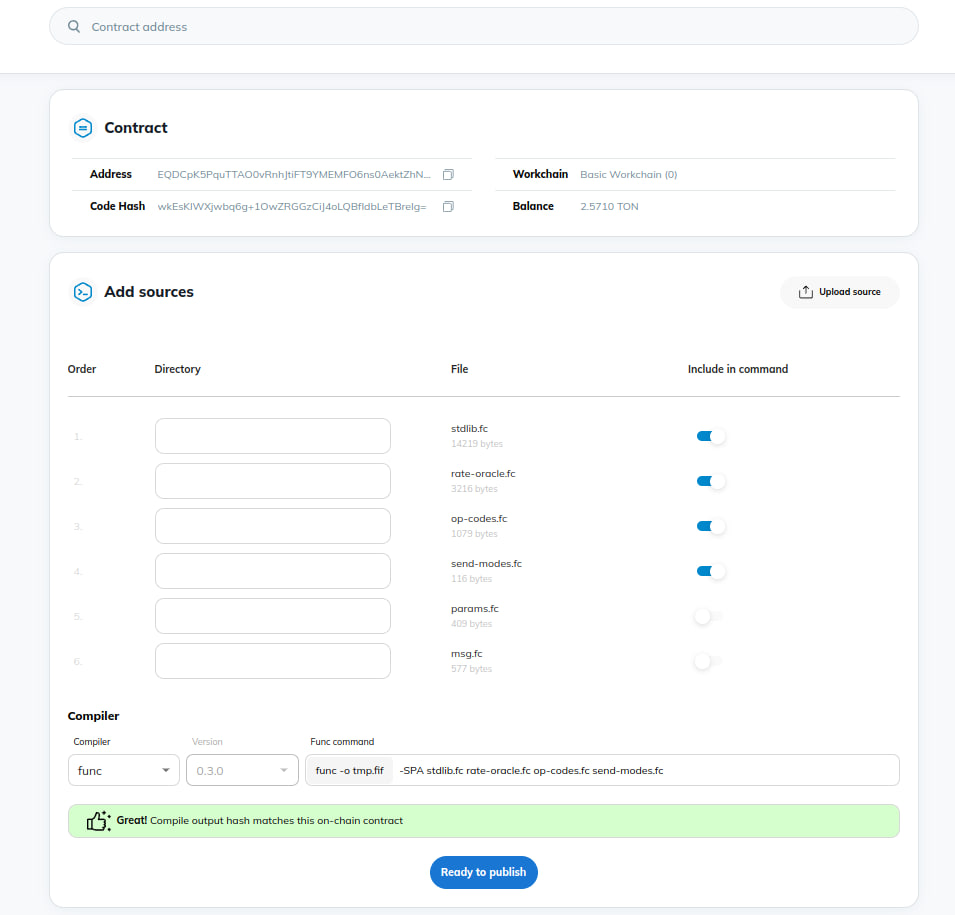 Contract address
Contract
Address EQDCpK5PquTTAO0vRnhJtiFT9YMEMFO6ns0AektZhN...
Workchain Basic Workchain (0)
Code Hash wkEsKIWXjwbq6g+1OwZRGGzCiJ4oLQBfIdbLeTBreIg=
Balance 2.5710 TON
Add sources
Upload source
Order Directory File Include in command
1. stdlib.fc
14219 bytes
2. rate-oracle.fc
3216 bytes
3. op-codes.fc
1079 bytes
4. send-modes.fc
116 bytes
5. params.fc
409 bytes
6. msg.fc
577 bytes
Compiler
Compiler Version Func command
func 0.3.0 func -o tmp.fif -SPA stdlib.fc rate-oracle.fc op-codes.fc send-modes.fc
Great! Compile output hash matches this on-chain contract
Ready to publish